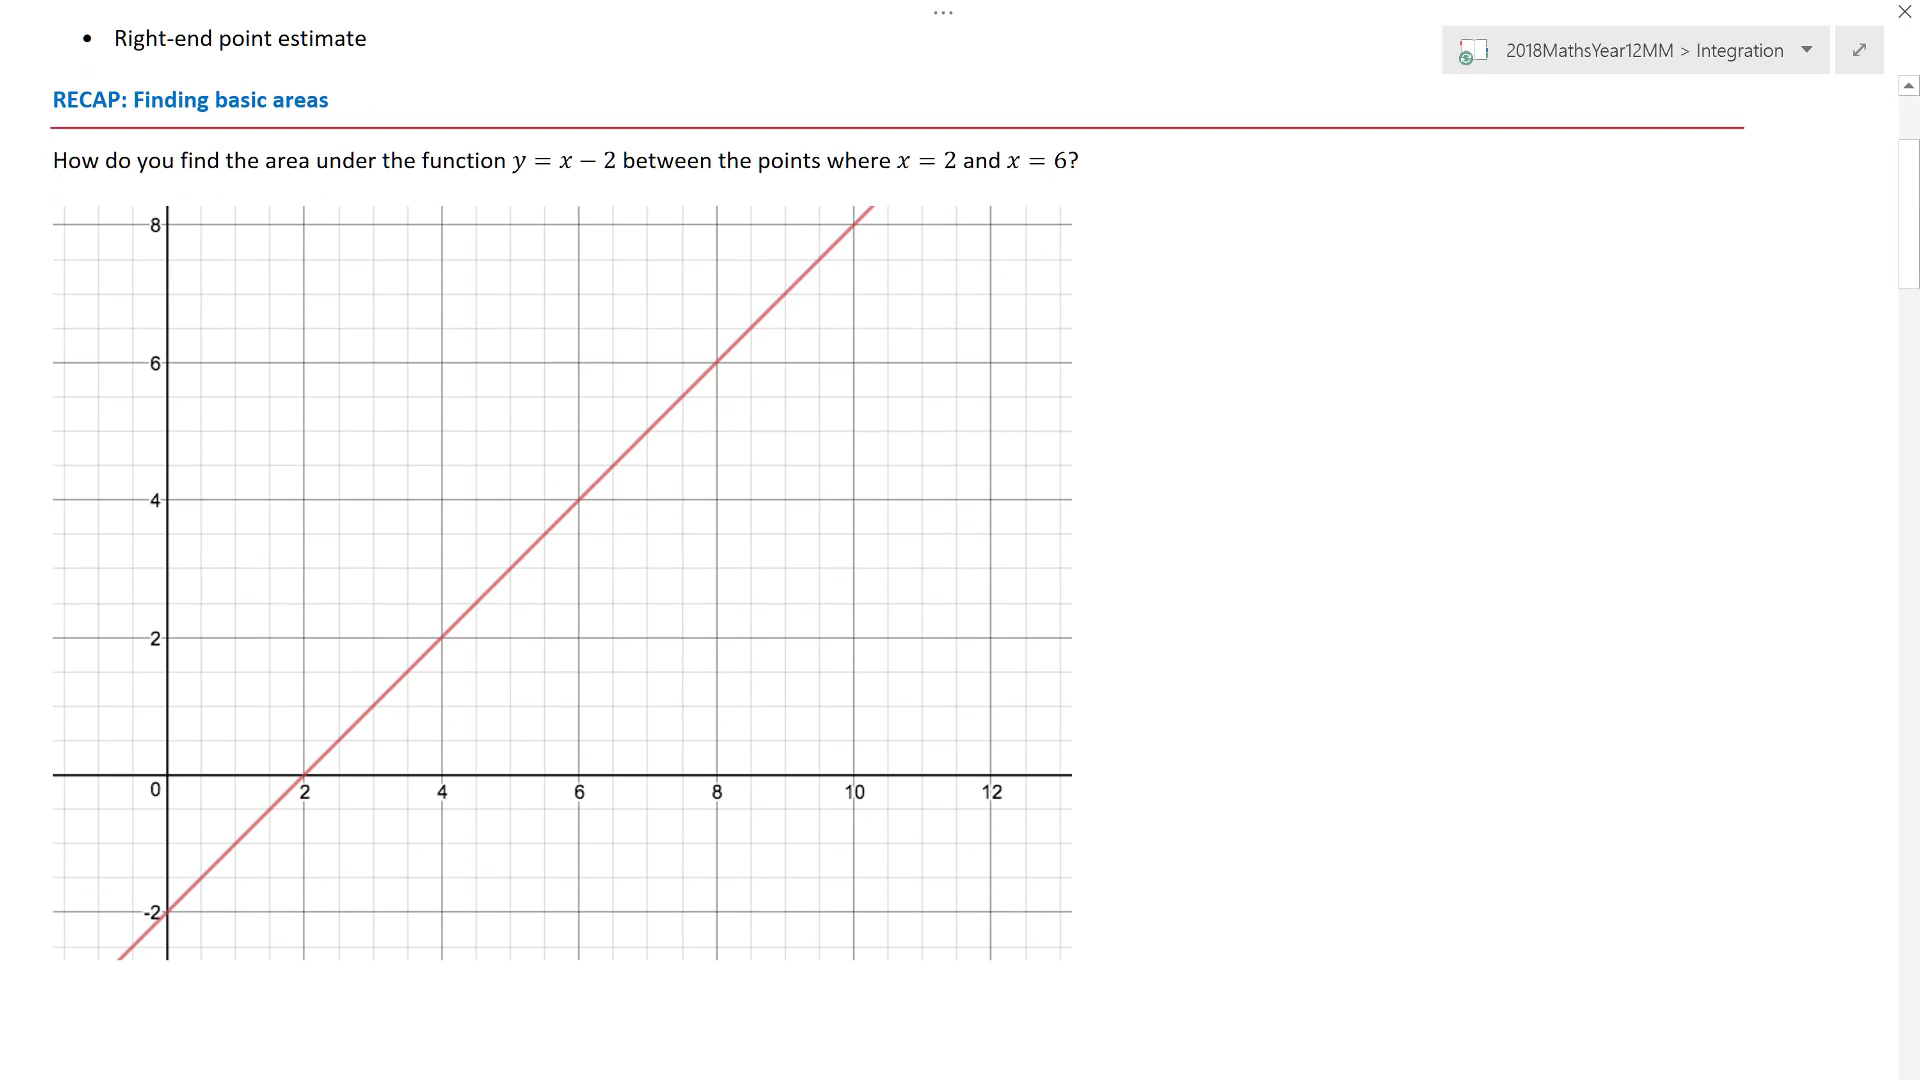 ...
• Right-end point estimate
2018MathsYear12MM > Integration
RECAP: Finding basic areas
How do you find the area under the function y = x − 2 between the points where x = 2 and x = 6?
8
6
4
2
0
2 4 6 8 10 12
-2